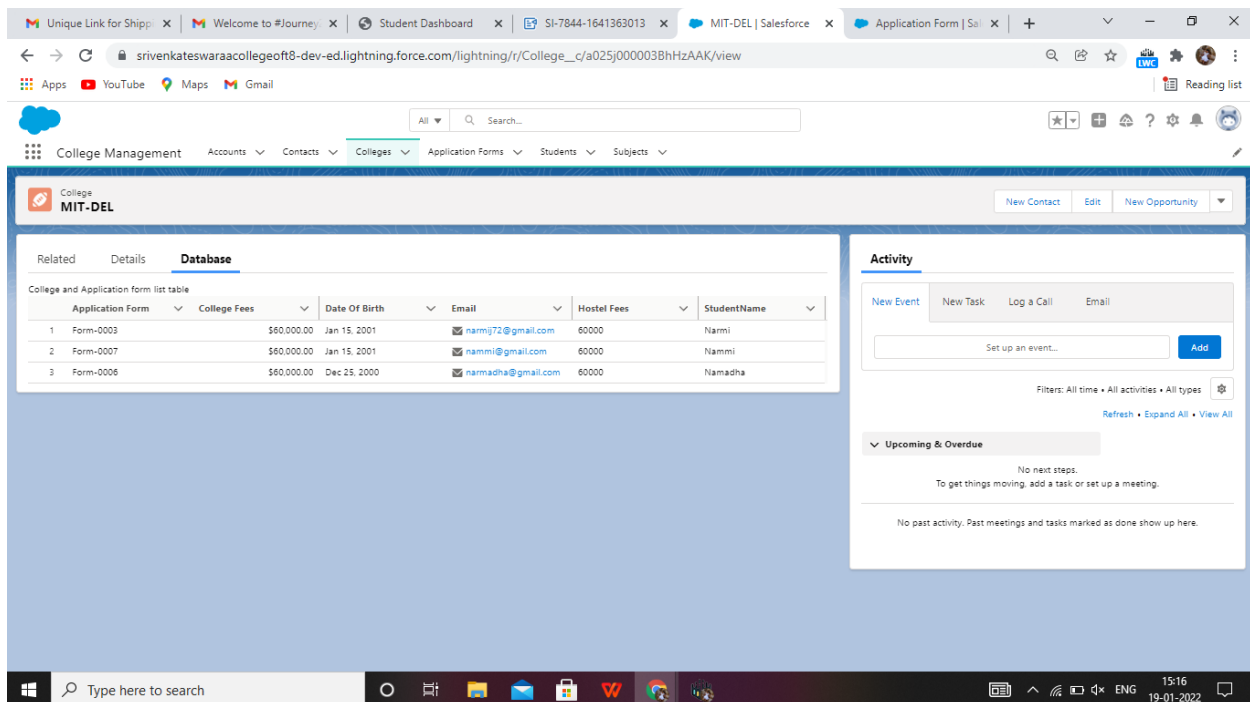 Unique Link for Shippi
Welcome to #Journey
Student Dashboard
SI-7844-1641363013
MIT-DEL | Salesforce
Application Form | Sal
srivenkateswaraacollegeoft8-dev-ed.lightning.force.com/lightning/r/College__c/a025j000003BhHzAAK/view
LWC
Apps YouTube Maps Gmail Reading list
All Search...
College Management Accounts Contacts Colleges Application Forms Students Subjects
College
MIT-DEL
New Contact Edit New Opportunity
Related Details Database
College and Application form list table
Application Form College Fees Date Of Birth Email Hostel Fees StudentName
1 Form-0003 $60,000.00 Jan 15, 2001 narmij72@gmail.com 60000 Narmi
2 Form-0007 $60,000.00 Jan 15, 2001 nammi@gmail.com 60000 Nammi
3 Form-0006 $60,000.00 Dec 25, 2000 narmadha@gmail.com 60000 Namadha
Activity
New Event New Task Log a Call Email
Set up an event... Add
Filters: All time • All activities • All types
Refresh • Expand All • View All
Upcoming & Overdue
No next steps.
To get things moving, add a task or set up a meeting.
No past activity. Past meetings and tasks marked as done show up here.
Type here to search
ENG
15:16
19-01-2022